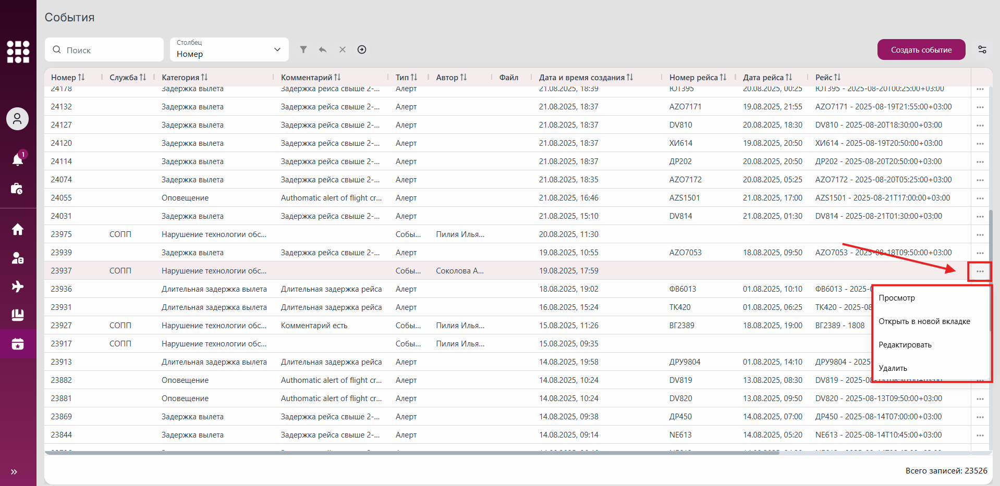 События
Поиск
Столбец
Номер
Создать событие
1
Номер Служба Категория Комментарий Тип Автор Файл Дата и время создания Номер рейса Дата рейса Рейс
24178 Задержка вылета Задержка рейса свыше 2-... Алерт 21.08.2025, 18:39 ЮТ395 20.08.2025, 00:25 ЮТ395 - 2025-08-20T00:25:00+03:00
24132 Задержка вылета Задержка рейса свыше 2-... Алерт 21.08.2025, 18:37 AZO7171 19.08.2025, 21:55 AZO7171 - 2025-08-19T21:55:00+03:00
24127 Задержка вылета Задержка рейса свыше 2-... Алерт 21.08.2025, 18:37 DV810 20.08.2025, 18:30 DV810 - 2025-08-20T18:30:00+03:00
24120 Задержка вылета Задержка рейса свыше 2-... Алерт 21.08.2025, 18:37 ХИ614 19.08.2025, 20:50 ХИ614 - 2025-08-19T20:50:00+03:00
24114 Задержка вылета Задержка рейса свыше 2-... Алерт 21.08.2025, 18:37 ДР202 20.08.2025, 20:50 ДР202 - 2025-08-20T20:50:00+03:00
24074 Задержка вылета Задержка рейса свыше 2-... Алерт 21.08.2025, 18:35 AZO7172 20.08.2025, 05:25 AZO7172 - 2025-08-20T05:25:00+03:00
24055 Оповещение Authomatic alert of flight cr... Алерт 21.08.2025, 16:46 AZS1501 21.08.2025, 17:00 AZS1501 - 2025-08-21T17:00:00+03:00
24031 Задержка вылета Задержка рейса свыше 2-... Алерт 21.08.2025, 15:10 DV814 21.08.2025, 01:30 DV814 - 2025-08-21T01:30:00+03:00
23975 СОПП Нарушение технологии обс... Собы... Пилия Илья... 20.08.2025, 11:30
23939 Задержка вылета Задержка рейса свыше 2-... Алерт 19.08.2025, 10:55 AZO7053 18.08.2025, 09:50 AZO7053 - 2025-08-18T09:50:00+03:00
23937 СОПП Нарушение технологии обс... Собы... Соколова А... 19.08.2025, 17:59
23936 Длительная задержка вылета Длительная задержка рейса Алерт 18.08.2025, 19:02 ФВ6013 01.08.2025, 10:10 ФВ6013 - 2025-0
23931 Длительная задержка вылета Длительная задержка рейса Алерт 16.08.2025, 15:24 ТК420 01.08.2025, 06:25 ТК420 - 2025-08
23927 СОПП Нарушение технологии обс... Комментарий есть Собы... Пилия Илья... 15.08.2025, 11:26 ВГ2389 18.08.2025, 19:00 ВГ2389 - 1808
23917 СОПП Нарушение технологии обс... Собы... Пилия Илья... 15.08.2025, 09:35
23913 Длительная задержка вылета Длительная задержка рейса Алерт 14.08.2025, 19:58 ДРУ9804 01.08.2025, 14:10 ДРУ9804 - 2025
23882 Оповещение Authomatic alert of flight cr... Алерт 14.08.2025, 10:24 DV819 13.08.2025, 08:30 DV819 - 2025-08-13T08:30:00+03:00
23881 Оповещение Authomatic alert of flight cr... Алерт 14.08.2025, 10:24 DV820 13.08.2025, 09:50 DV820 - 2025-08-13T09:50:00+03:00
23869 Задержка вылета Задержка рейса свыше 2-... Алерт 14.08.2025, 09:38 ДР450 14.08.2025, 07:00 ДР450 - 2025-08-14T07:00:00+03:00
23844 Задержка вылета Задержка рейса свыше 2-... Алерт 14.08.2025, 09:14 NE613 14.08.2025, 05:20 NE613 - 2025-08-14T10:45:00+03:00
Просмотр
Открыть в новой вкладке
Редактировать
Удалить
Всего записей: 23526